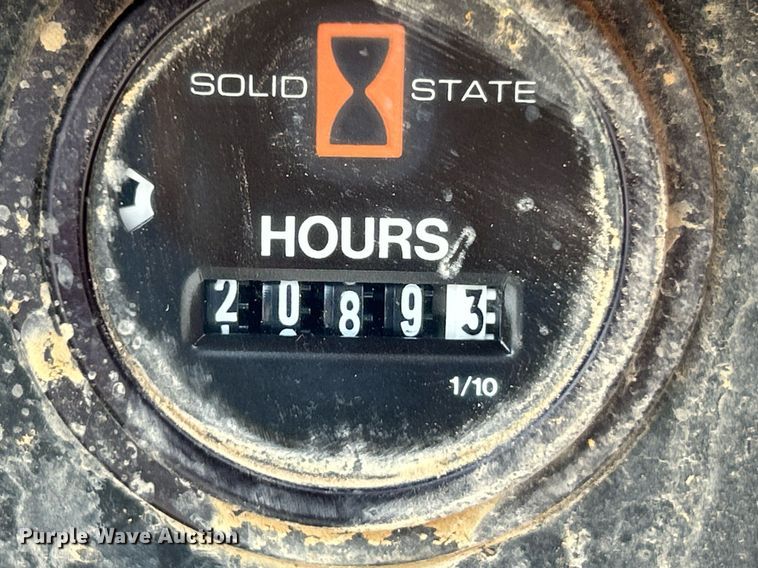 SOLID STATE
HOURS
20893
1/10
Purple Wave Auction